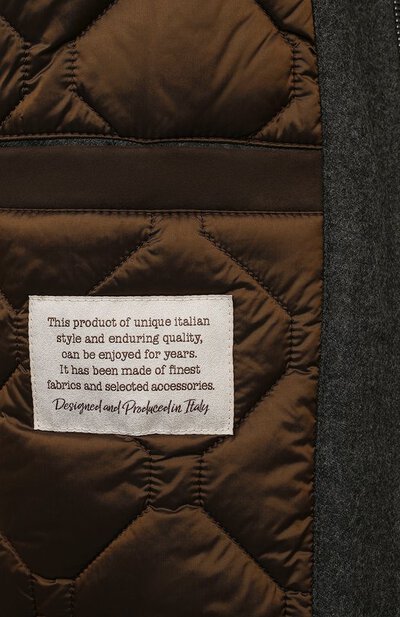 This product of unique italian
style and enduring quality,
can be enjoyed for years.
It has been made of finest
fabrics and selected accessories.
Designed and Produced in Italy